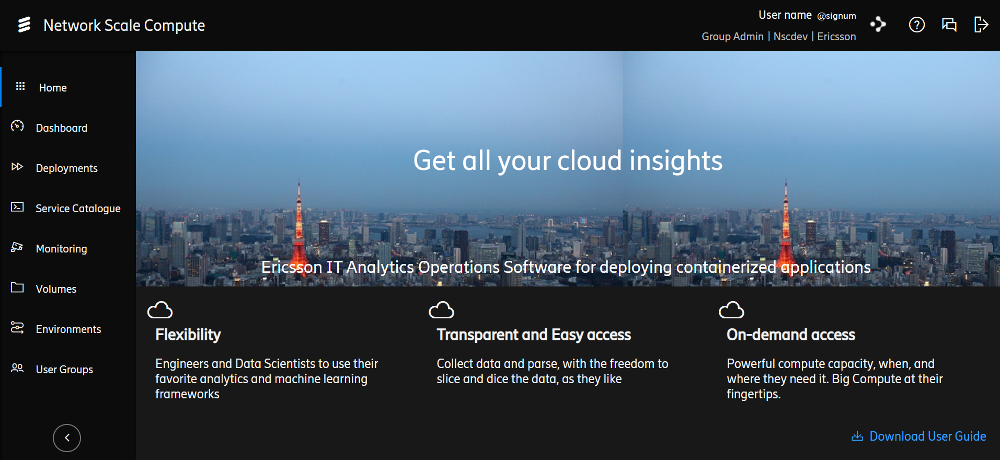 Network Scale Compute
User name @signum
Group Admin | Nscdev | Ericsson
Home
Dashboard
Deployments
Service Catalogue
Monitoring
Volumes
Environments
User Groups
Get all your cloud insights
Ericsson IT Analytics Operations Software for deploying containerized applications
Flexibility
Engineers and Data Scientists to use their
favorite analytics and machine learning
frameworks
Transparent and Easy access
Collect data and parse, with the freedom to
slice and dice the data, as they like
On-demand access
Powerful compute capacity, when, and
where they need it. Big Compute at their
fingertips.
Download User Guide